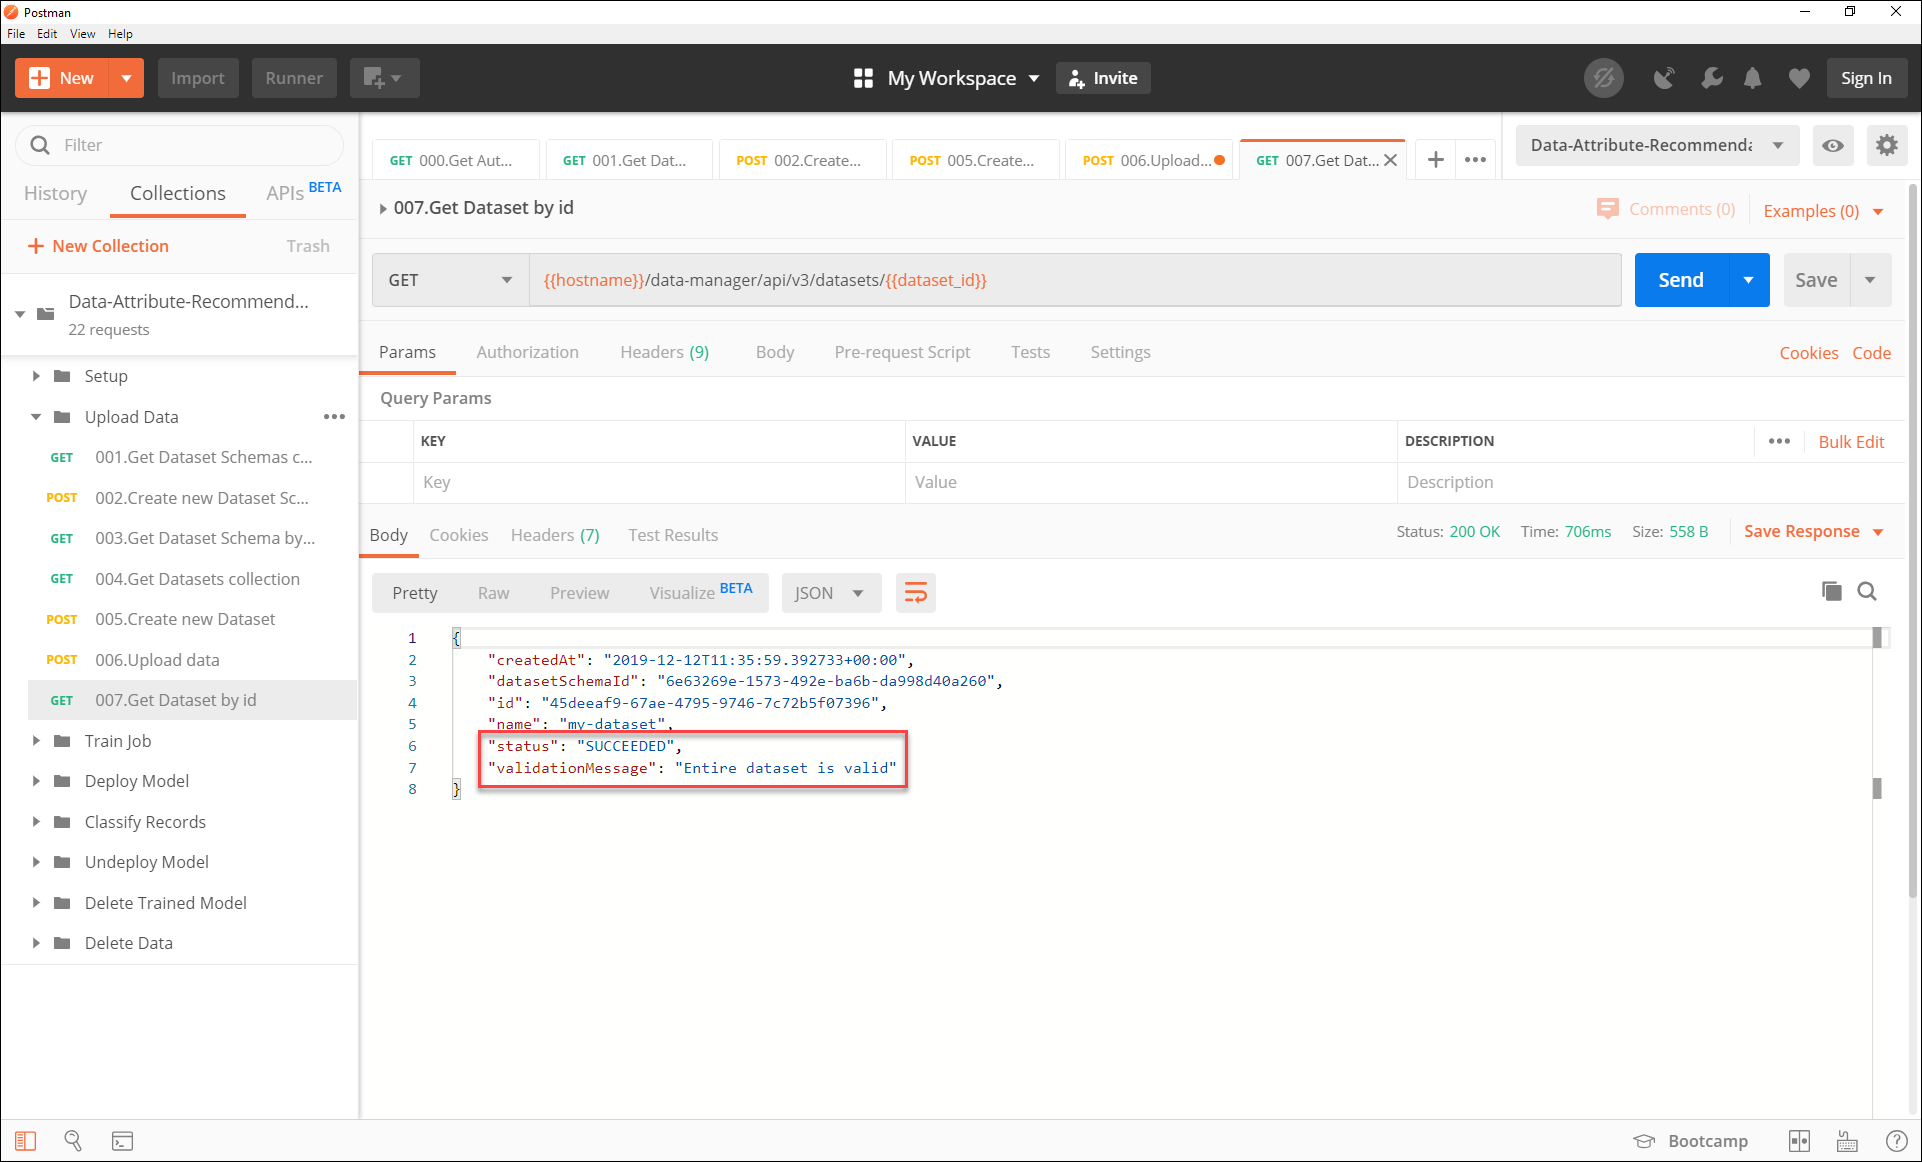 Postman
File Edit View Help
New Import Runner My Workspace Invite Sign In
Filter
History Collections APIs BETA
New Collection Trash
Data-Attribute-Recommend...
22 requests
Setup
Upload Data
GET 001.Get Dataset Schemas c...
POST 002.Create new Dataset Sc...
GET 003.Get Dataset Schema by...
GET 004.Get Datasets collection
POST 005.Create new Dataset
POST 006.Upload data
GET 007.Get Dataset by id
Train Job
Deploy Model
Classify Records
Undeploy Model
Delete Trained Model
Delete Data
GET 000.Get Aut... GET 001.Get Dat... POST 002.Create... POST 005.Create... POST 006.Upload... GET 007.Get Dat... Data-Attribute-Recommenda
007.Get Dataset by id Comments (0) Examples (0)
GET {{hostname}}/data-manager/api/v3/datasets/{{dataset_id}} Send Save
Params Authorization Headers (9) Body Pre-request Script Tests Settings Cookies Code
Query Params
KEY VALUE DESCRIPTION Bulk Edit
Key Value Description
Body Cookies Headers (7) Test Results Status: 200 OK Time: 706ms Size: 558 B Save Response
Pretty Raw Preview Visualize BETA JSON
1 {
2 "createdAt": "2019-12-12T11:35:59.392733+00:00",
3 "datasetSchemaId": "6e63269e-1573-492e-ba6b-da998d40a260",
4 "id": "45deeaf9-67ae-4795-9746-7c72b5f07396",
5 "name": "my-dataset",
6 "status": "SUCCEEDED",
7 "validationMessage": "Entire dataset is valid"
8 }
Bootcamp